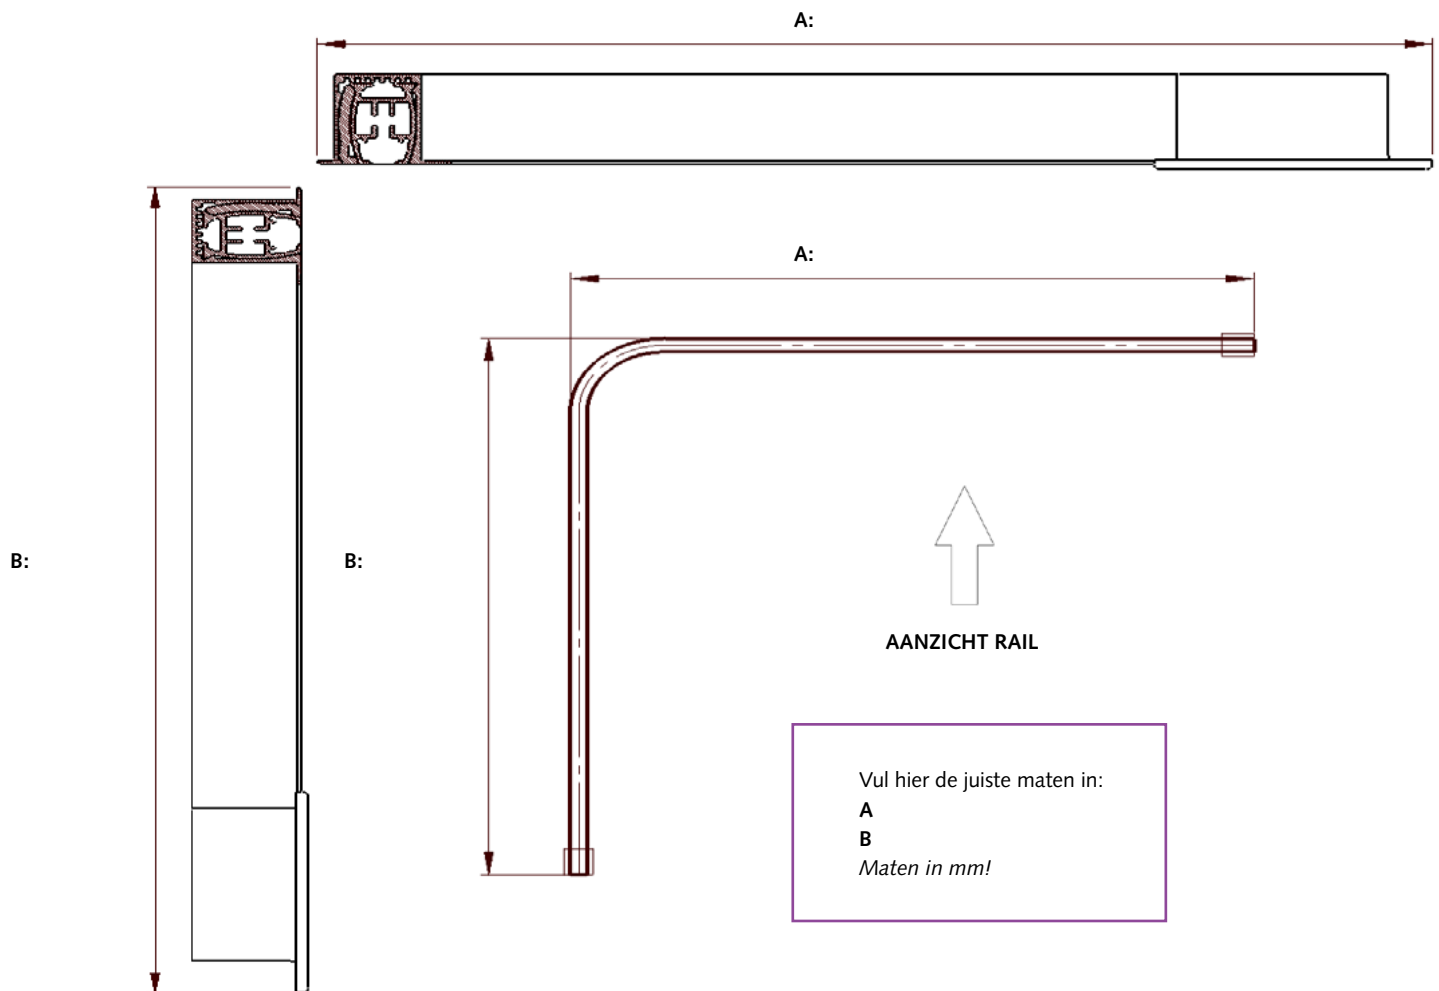 A:
A:
B:
B:
AANZICHT RAIL
Vul hier de juiste maten in:
A
B
Maten in mm!